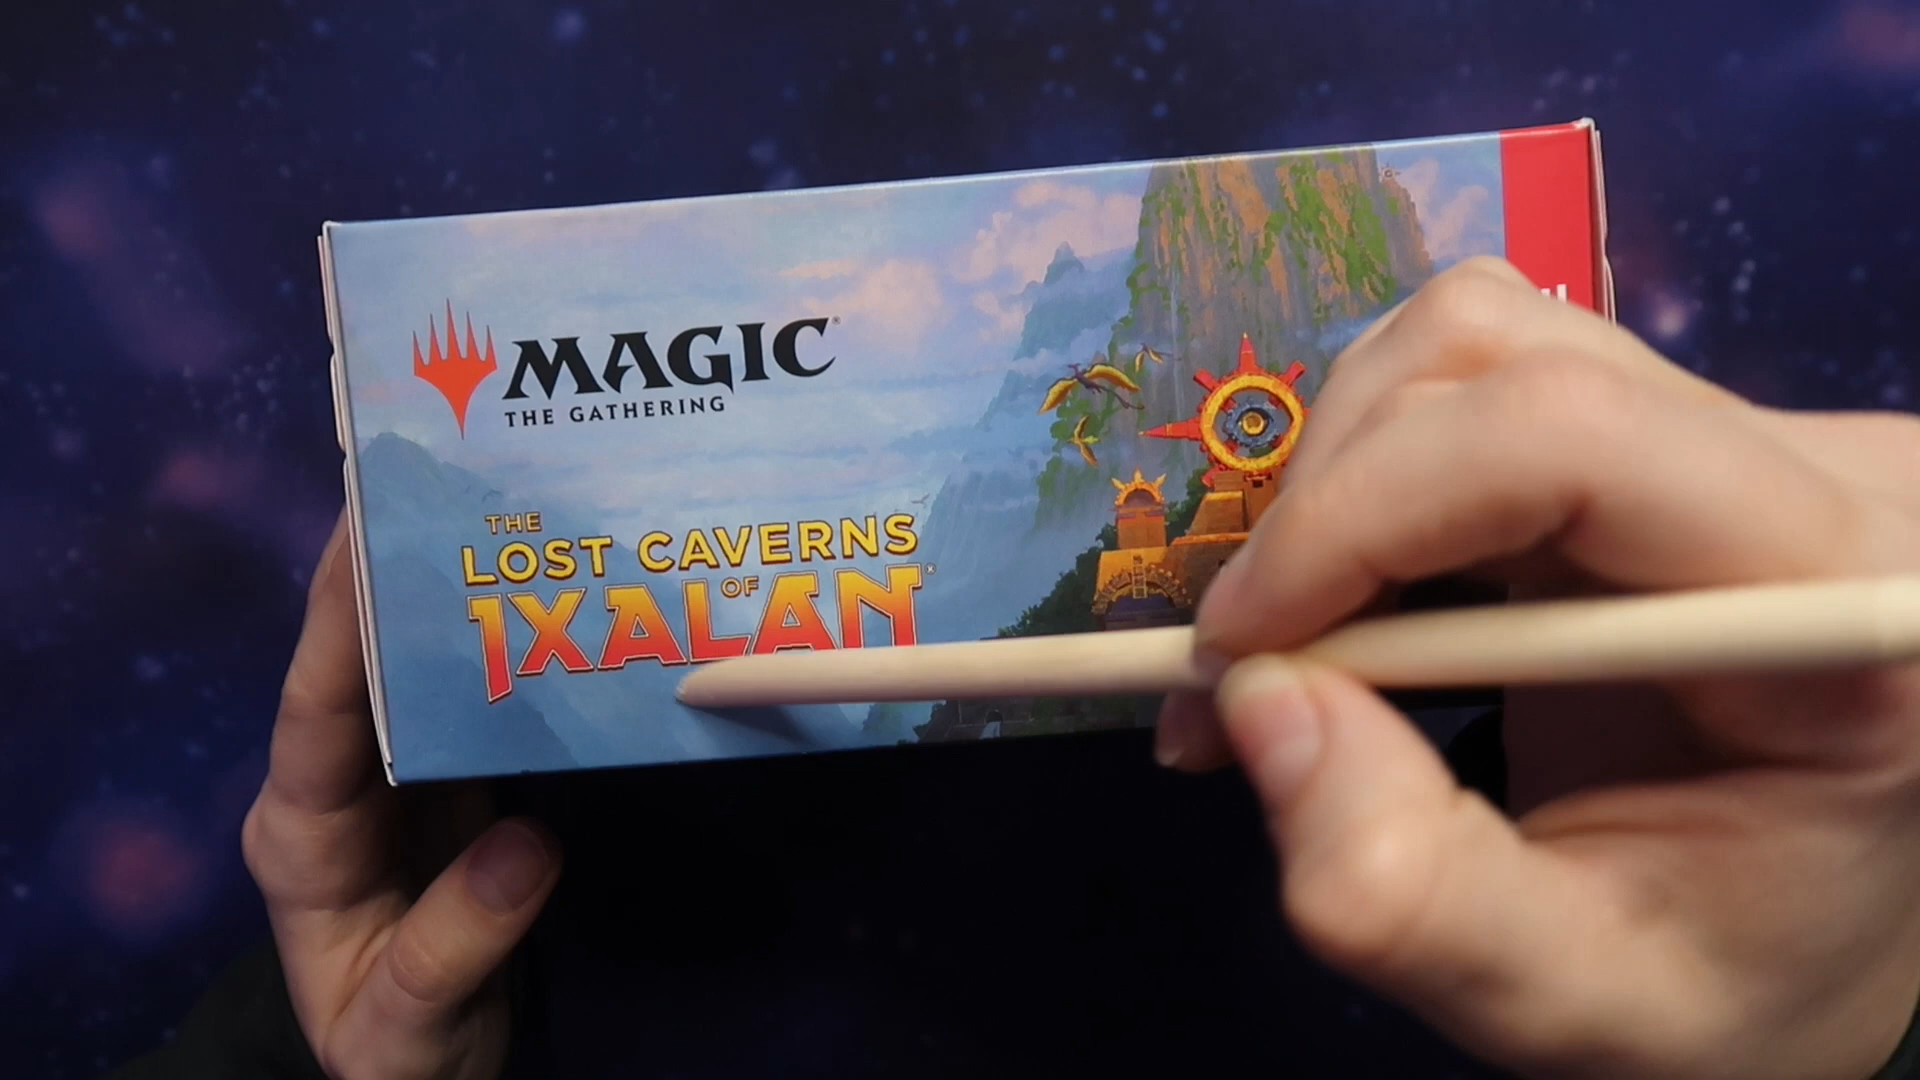 MAGIC®
THE GATHERING
THE
LOST CAVERNS
OF
IXALAN®